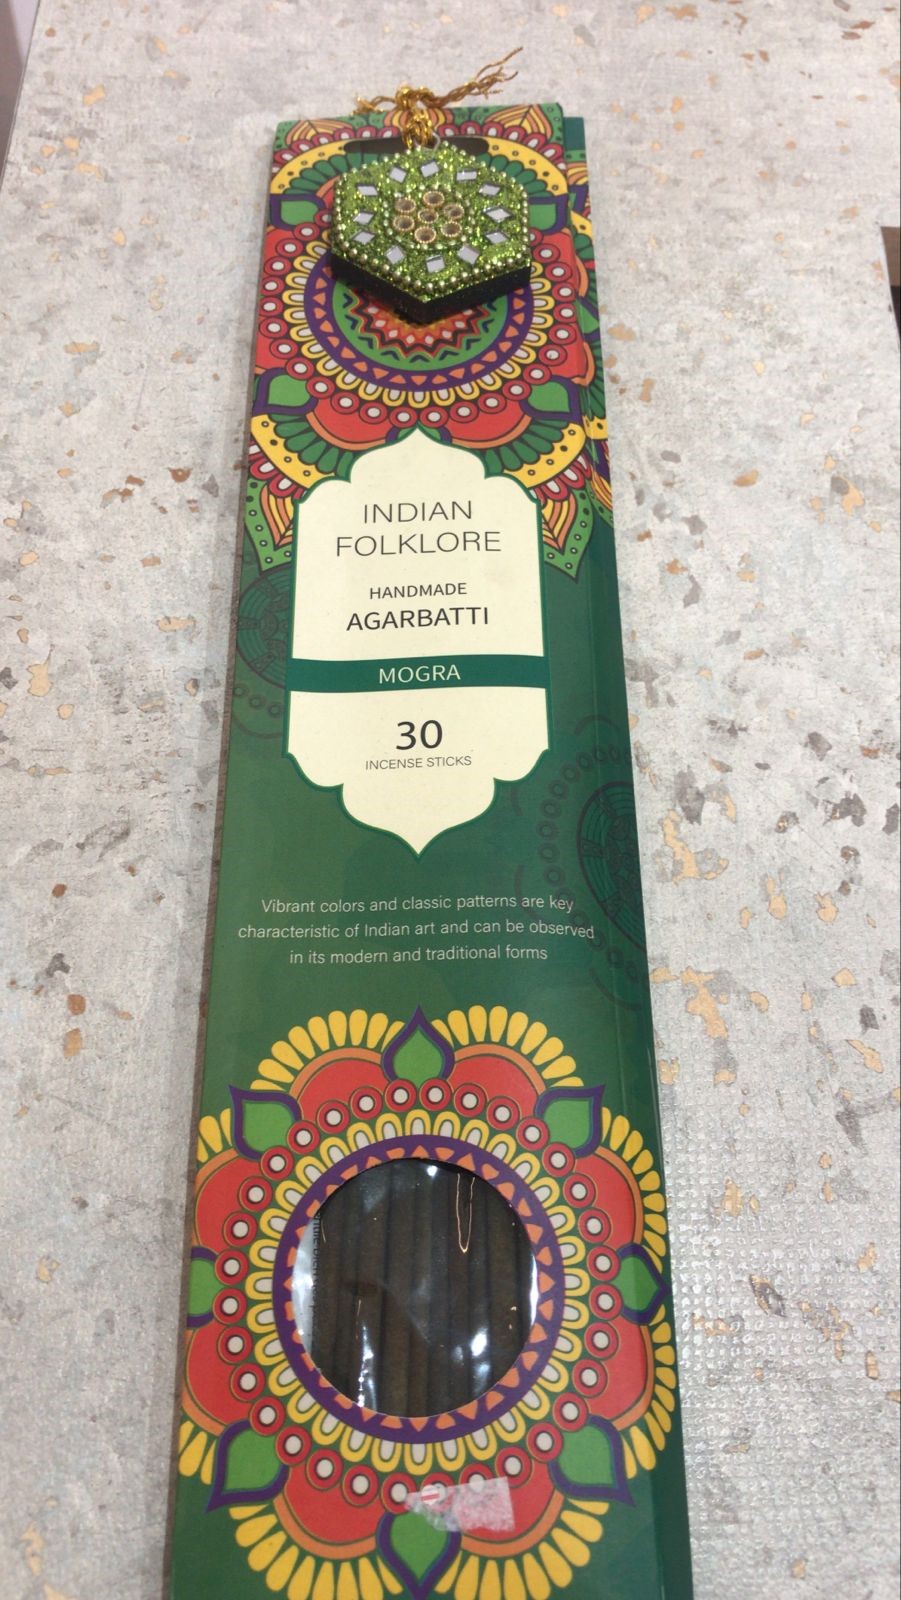 INDIAN
FOLKLORE
HANDMADE
AGARBATTI
MOGRA
30
INCENSE STICKS
Vibrant colors and classic patterns are key
characteristic of Indian art and can be observed
in its modern and traditional forms